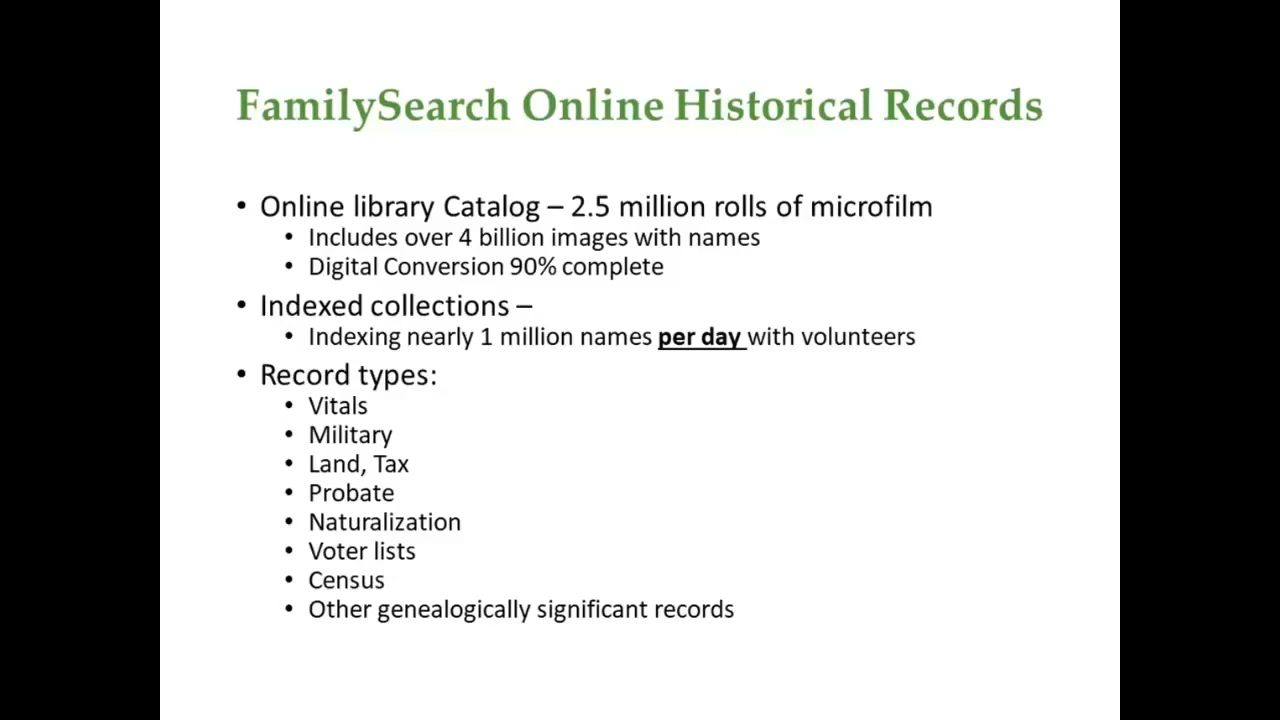 FamilySearch Online Historical Records
• Online library Catalog – 2.5 million rolls of microfilm
• Includes over 4 billion images with names
• Digital Conversion 90% complete
• Indexed collections –
• Indexing nearly 1 million names per day with volunteers
• Record types:
• Vitals
• Military
• Land, Tax
• Probate
• Naturalization
• Voter lists
• Census
• Other genealogically significant records